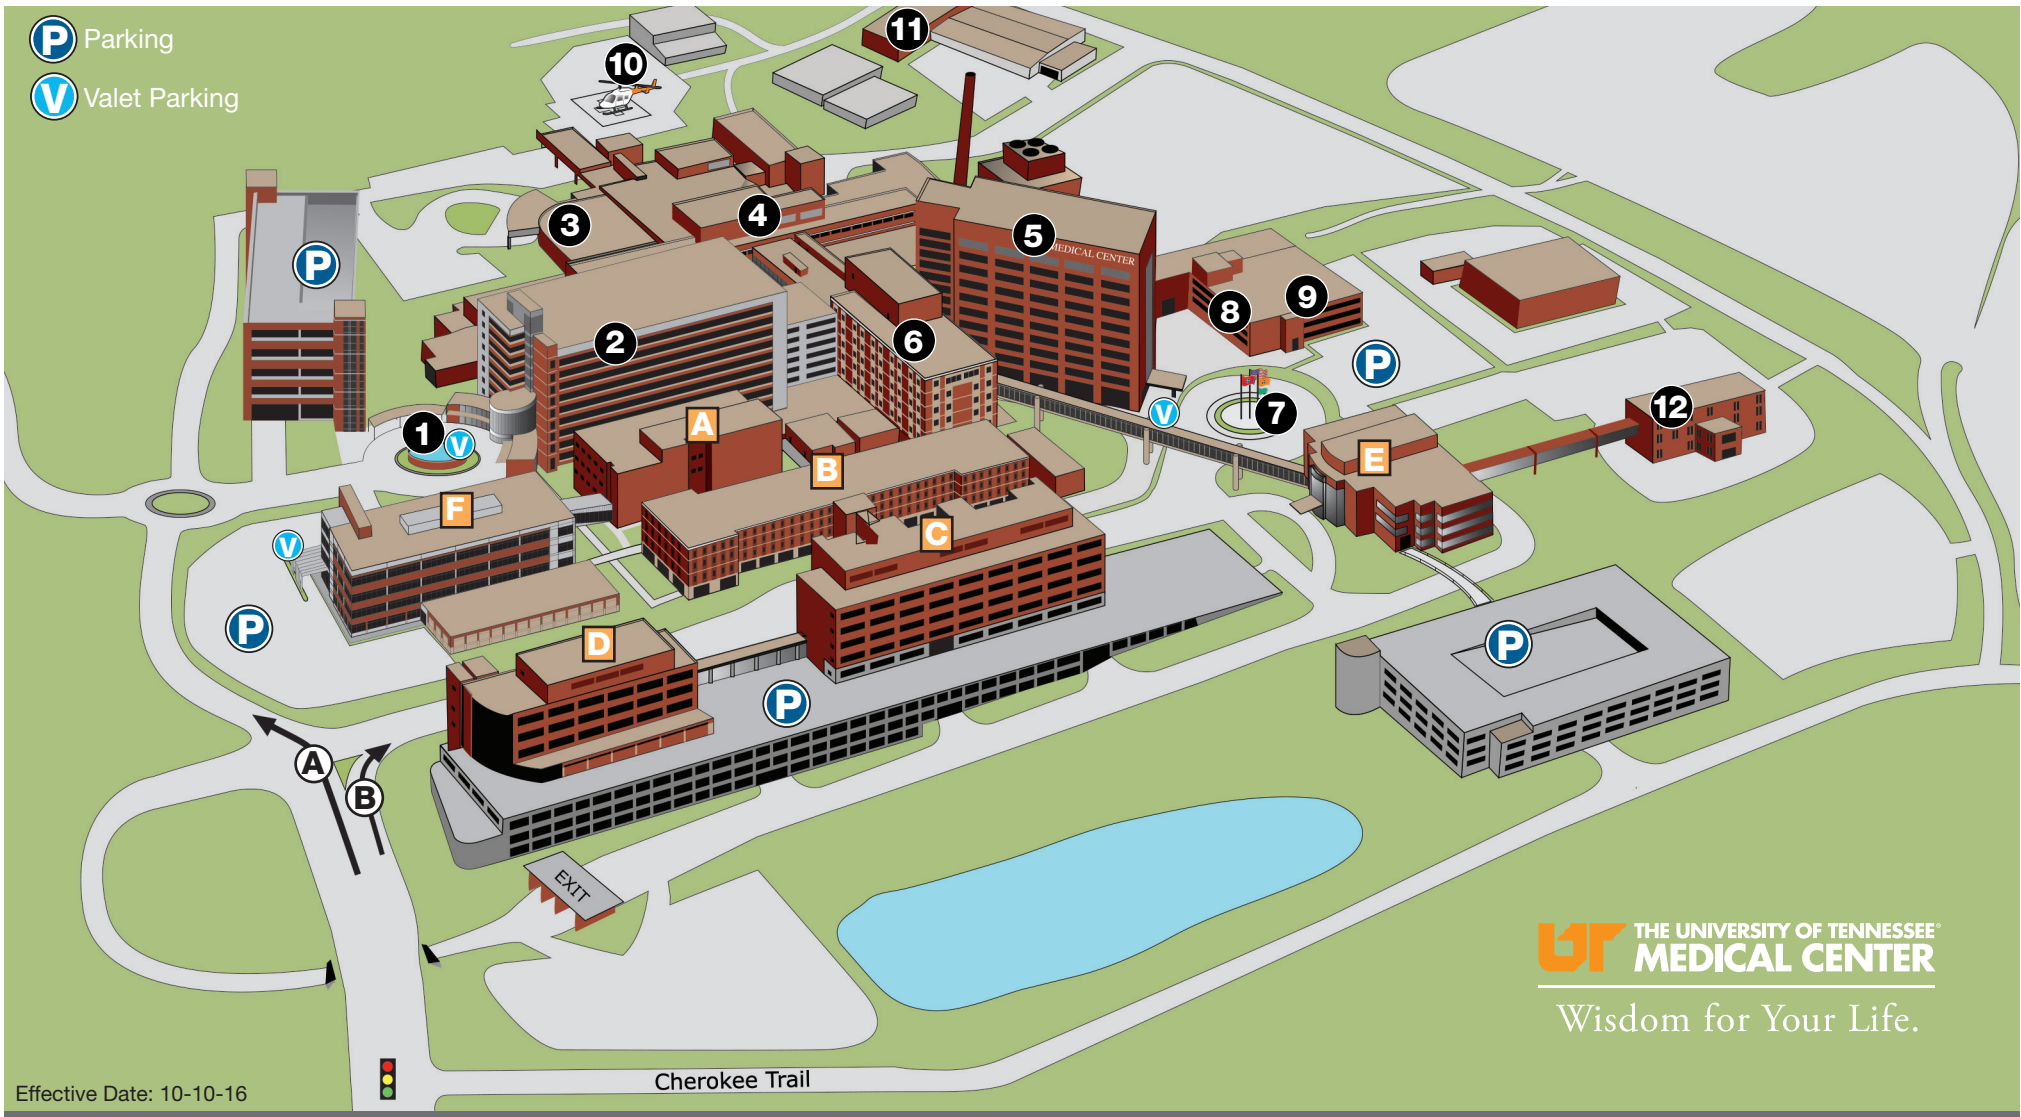 P Parking
V Valet Parking
10
11
3
4
5
MEDICAL CENTER
P
8
9
2
6
P
1
V
A
V
7
12
B
E
F
C
V
P
D
P
P
A
B
EXIT
THE UNIVERSITY OF TENNESSEE®
UT MEDICAL CENTER
Wisdom for Your Life.
Cherokee Trail
Effective Date: 10-10-16